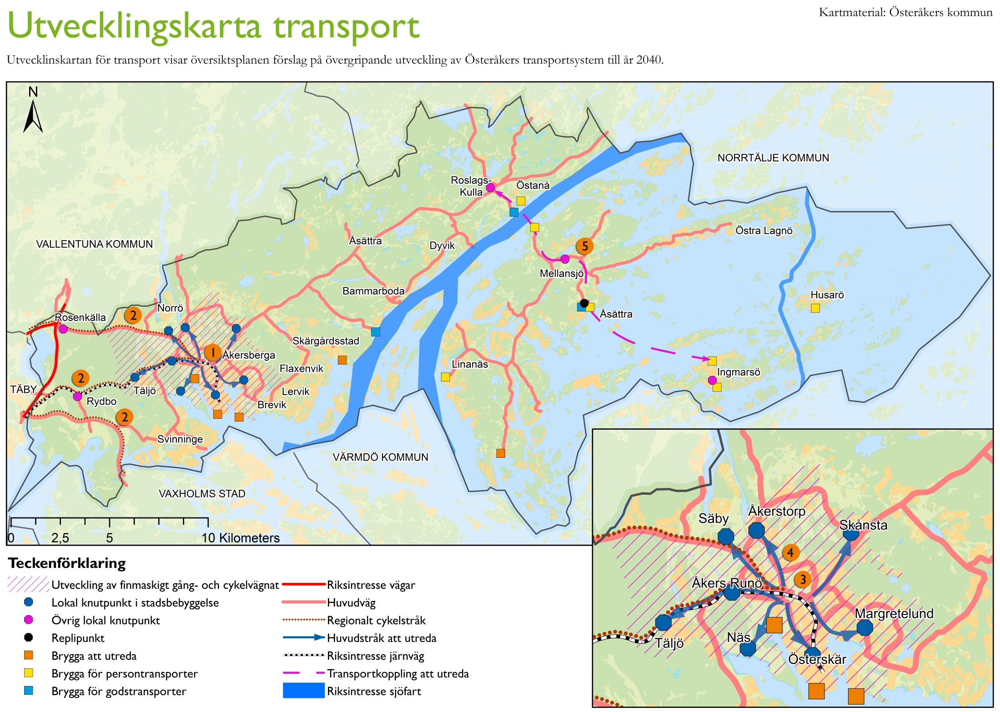 Utvecklingskarta transport
Kartmaterial: Österåkers kommun
Utvecklinskartan för transport visar översiktsplanen förslag på övergripande utveckling av Österåkers transportsystem till år 2040.
N
NORRTÄLJE KOMMUN
Roslags-
Kulla
Östanå
VALLENTUNA KOMMUN
Åsättra
Dyvik
5
Östra Lagnö
Mellansjö
Bammarboda
Husarö
Norrö
2
Rosenkälla
Åsättra
Skärgårdsstad
1
Åkersberga
Linanäs
Flaxenvik
Ingmarsö
2
TÄBY
Täljö
Lervik
Rydbo
Brevik
2
Svinninge
VÄRMDÖ KOMMUN
VAXHOLMS STAD
0
2,5
5
10 Kilometers
Säby
Åkerstorp
Skånsta
4
3
Åkers Runö
Margretelund
Näs
Täljö
Österskär
Teckenförklaring
Utveckling av finmaskigt gång- och cykelvägnat
Lokal knutpunkt i stadsbebyggelse
Övrig lokal knutpunkt
Replipunkt
Brygga att utreda
Brygga för persontransporter
Brygga för godstransporter
Riksintresse vägar
Huvudväg
Regionalt cykelstråk
Huvudstråk att utreda
Riksintresse järnväg
Transportkoppling att utreda
Riksintresse sjöfart